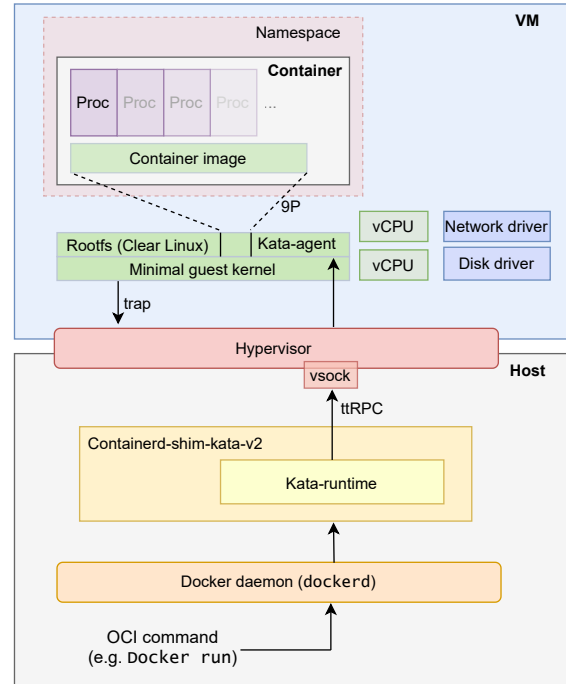 VM
Namespace
Container
Proc Proc Proc Proc ...
Container image
9P
Rootfs (Clear Linux) Kata-agent vCPU Network driver
Minimal guest kernel vCPU Disk driver
trap
Hypervisor
vsock Host
ttRPC
Containerd-shim-kata-v2
Kata-runtime
Docker daemon (dockerd)
OCI command
(e.g. Docker run)